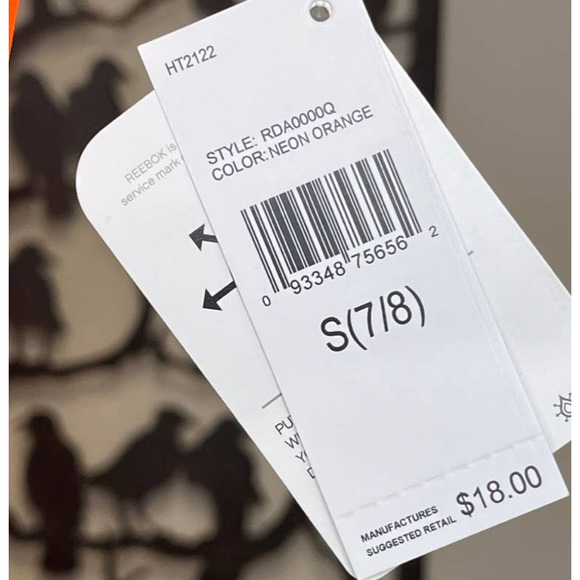 HT2122
STYLE: RDA0000Q
COLOR: NEON ORANGE
0 93348 75656 2
S(7/8)
MANUFACTURES
SUGGESTED RETAIL $18.00
REEBOK is
service mark